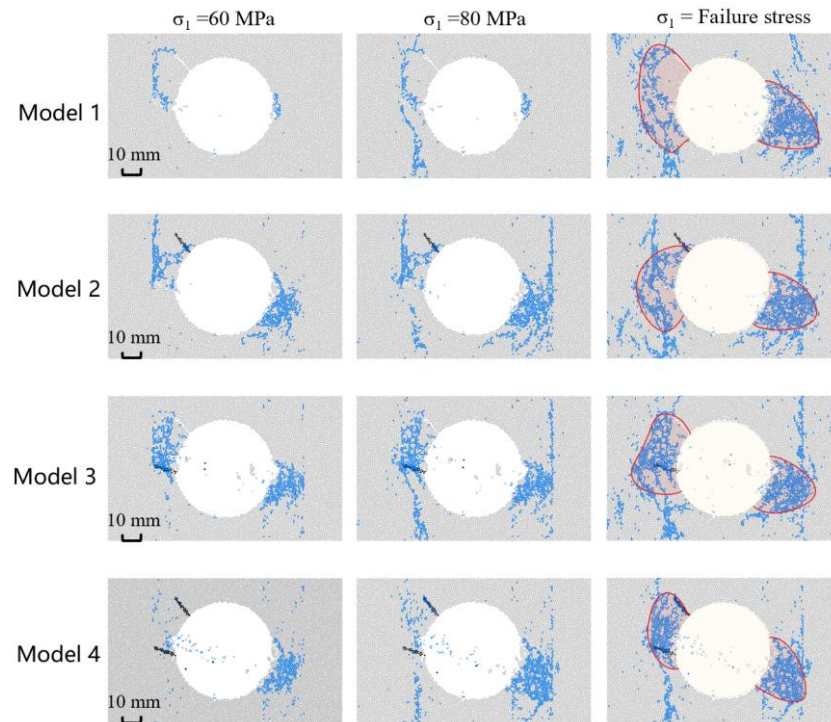 σ1 =60 MPa
σ1 =80 MPa
σ1 = Failure stress
Model 1
10 mm
Model 2
10 mm
Model 3
10 mm
Model 4
10 mm